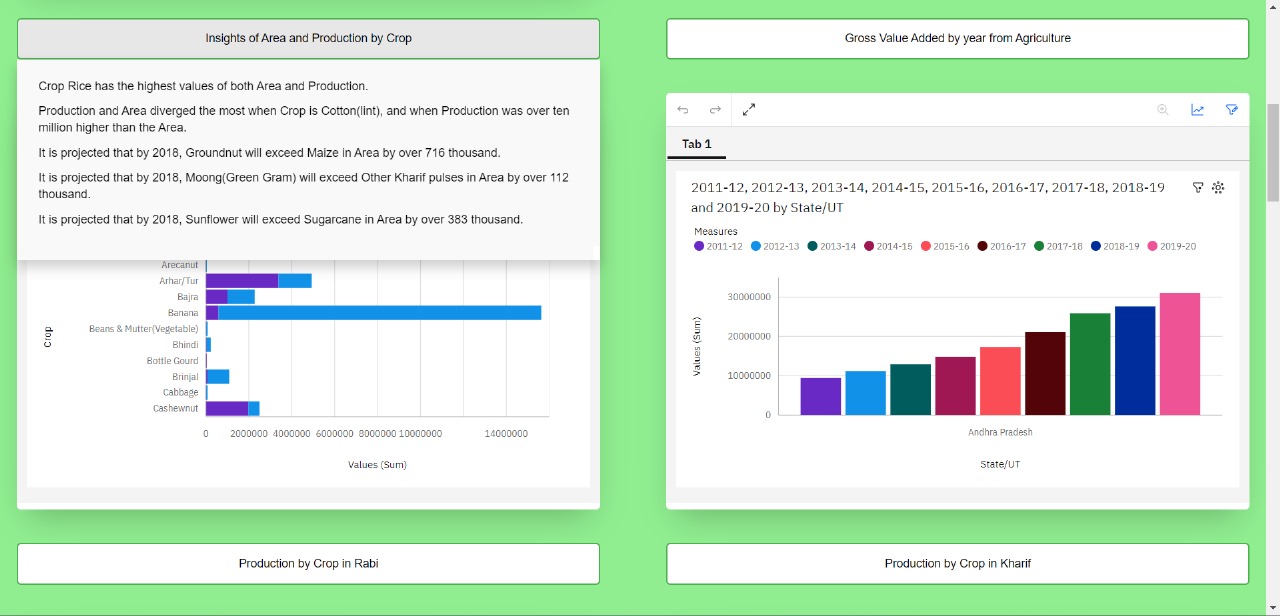 Insights of Area and Production by Crop
Crop Rice has the highest values of both Area and Production.
Production and Area diverged the most when Crop is Cotton(lint), and when Production was over ten
million higher than the Area.
It is projected that by 2018, Groundnut will exceed Maize in Area by over 716 thousand.
It is projected that by 2018, Moong(Green Gram) will exceed Other Kharif pulses in Area by over 112
thousand.
It is projected that by 2018, Sunflower will exceed Sugarcane in Area by over 383 thousand.
Arecanut
Arhar/Tur
Bajra
Banana
Beans & Mutter(Vegetable)
Bhindi
Bottle Gourd
Brinjal
Cabbage
Cashewnut
Crop
0 2000000 4000000 6000000 8000000 10000000 14000000
Values (Sum)
Gross Value Added by year from Agriculture
Tab 1
2011-12, 2012-13, 2013-14, 2014-15, 2015-16, 2016-17, 2017-18, 2018-19
and 2019-20 by State/UT
Measures
2011-12 2012-13 2013-14 2014-15 2015-16 2016-17 2017-18 2018-19 2019-20
30000000
20000000
10000000
0
Values (Sum)
Andhra Pradesh
State/UT
Production by Crop in Rabi
Production by Crop in Kharif